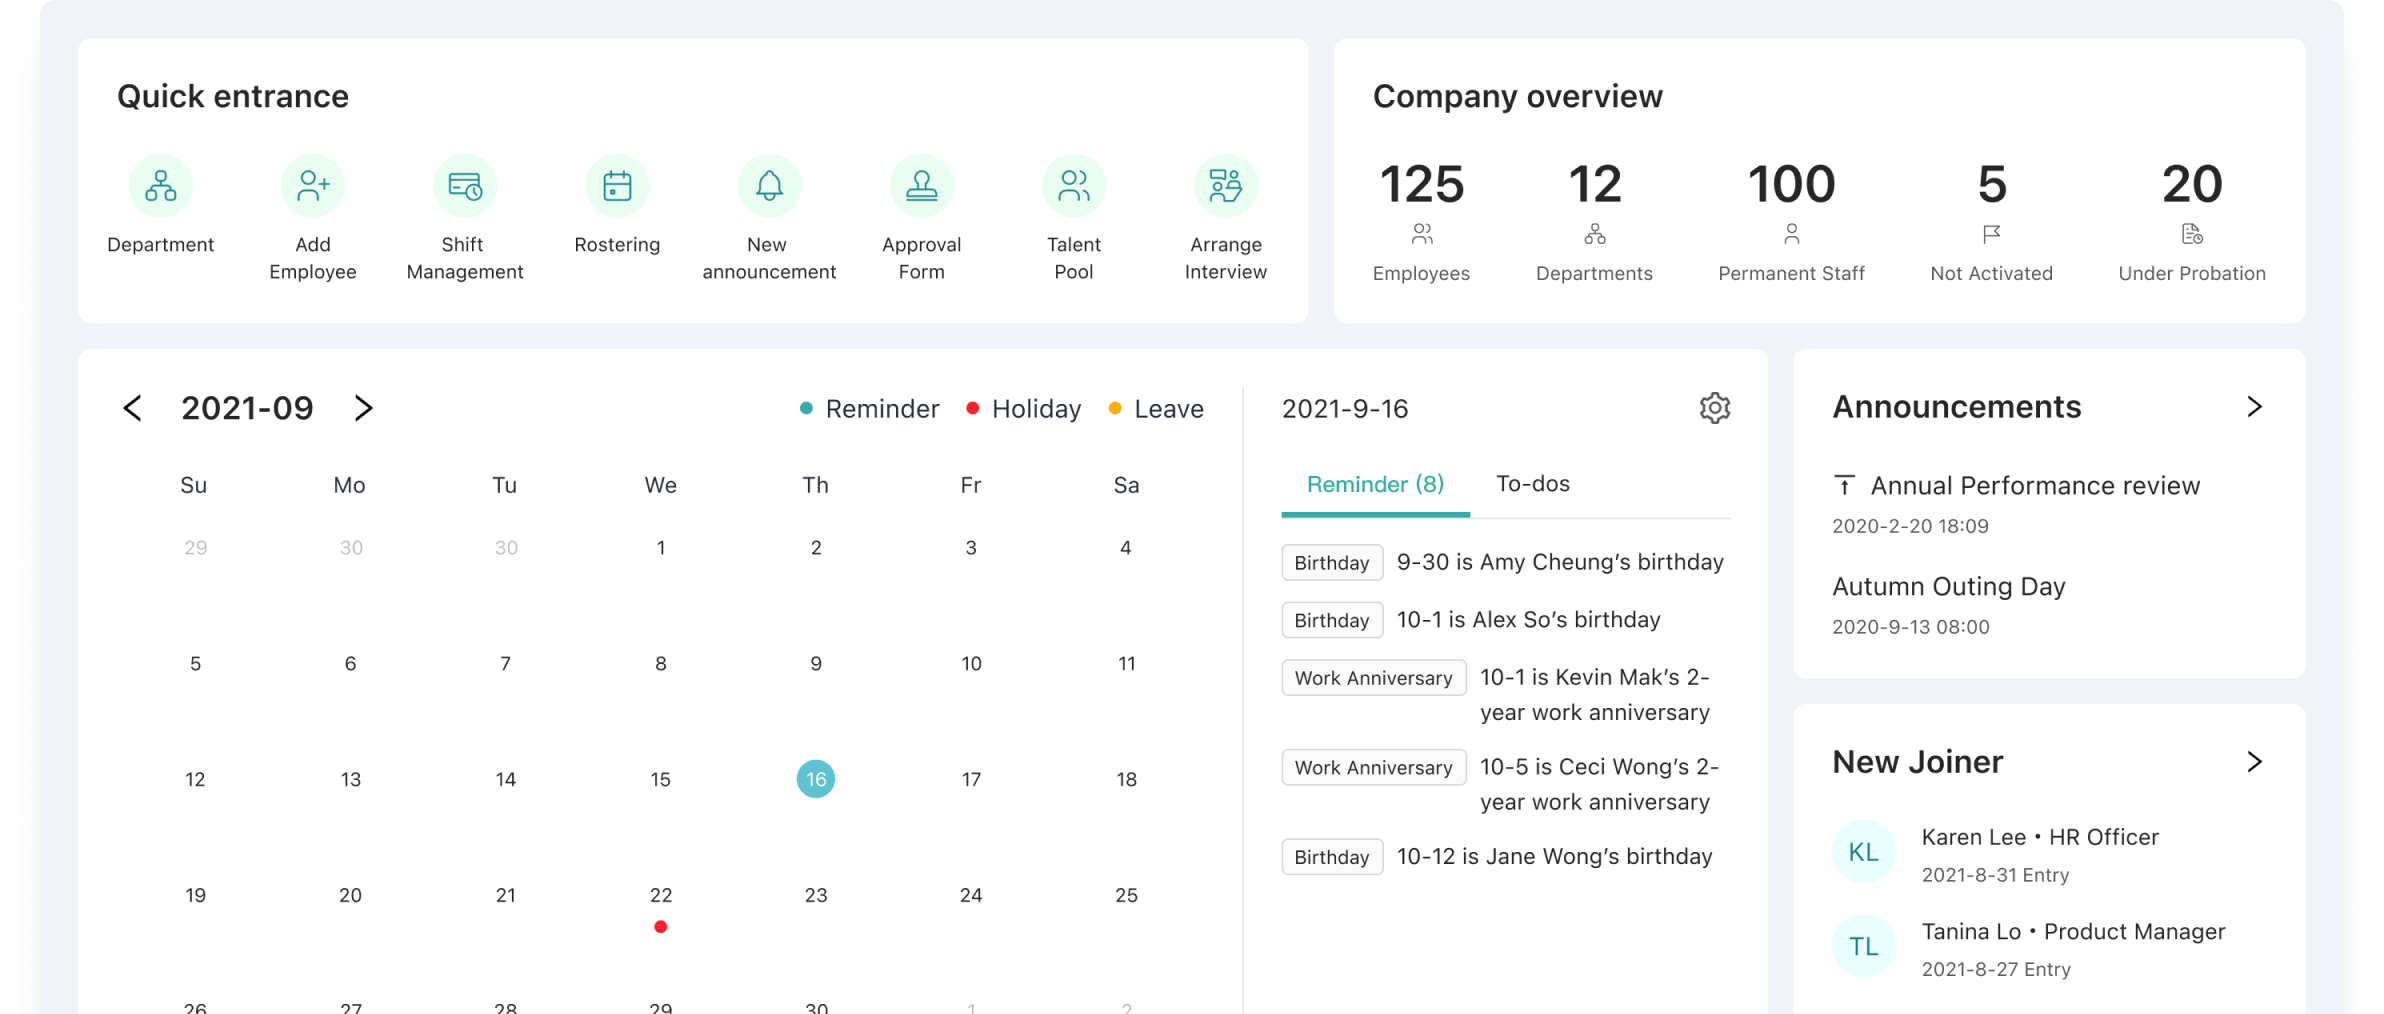 Quick entrance
Department
Add
Employee
Shift
Management
Rostering
New
announcement
Approval
Form
Talent
Pool
Arrange
Interview
Company overview
125
Employees
12
Departments
100
Permanent Staff
5
Not Activated
20
Under Probation
2021-09
Reminder
Holiday
Leave
Su Mo Tu We Th Fr Sa
29 30 30 1 2 3 4
5 6 7 8 9 10 11
12 13 14 15 16 17 18
19 20 21 22 23 24 25
26 27 28 29 30 1 2
2021-9-16
Reminder (8) To-dos
Birthday 9-30 is Amy Cheung’s birthday
Birthday 10-1 is Alex So’s birthday
Work Anniversary 10-1 is Kevin Mak’s 2-
year work anniversary
Work Anniversary 10-5 is Ceci Wong’s 2-
year work anniversary
Birthday 10-12 is Jane Wong’s birthday
Announcements
Annual Performance review
2020-2-20 18:09
Autumn Outing Day
2020-9-13 08:00
New Joiner
KL
Karen Lee • HR Officer
2021-8-31 Entry
TL
Tanina Lo • Product Manager
2021-8-27 Entry